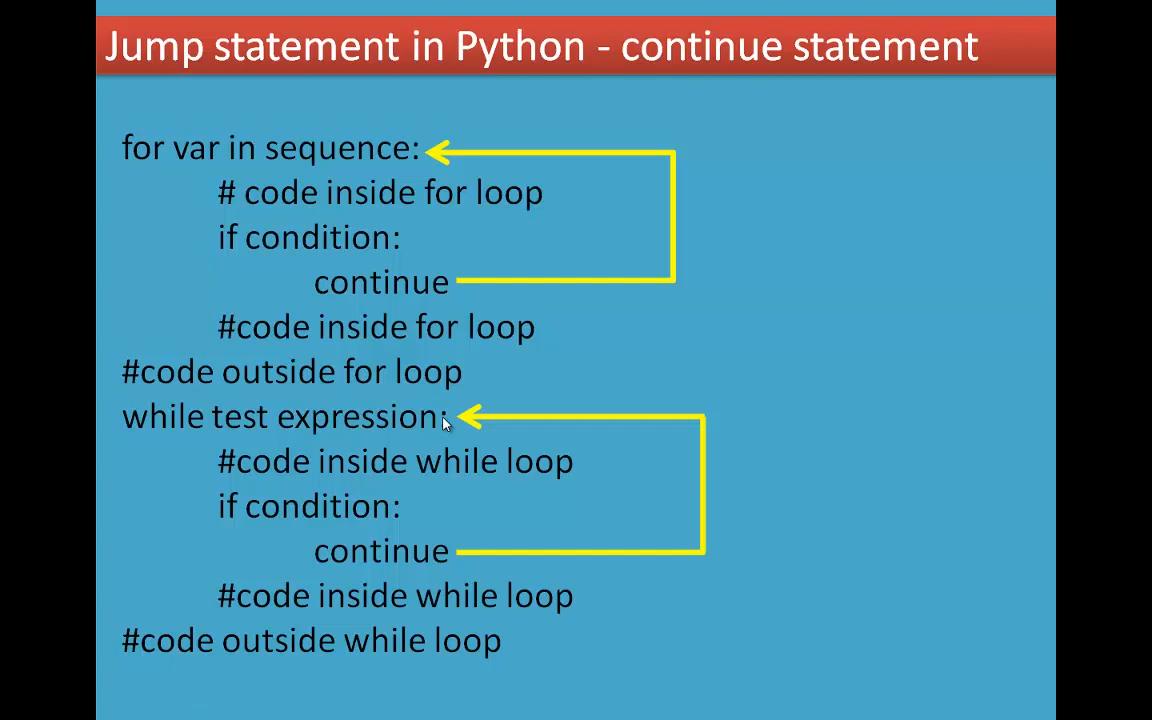 Jump statement in Python - continue statement
for var in sequence:
# code inside for loop
if condition:
continue
#code inside for loop
#code outside for loop
while test expression:
#code inside while loop
if condition:
continue
#code inside while loop
#code outside while loop